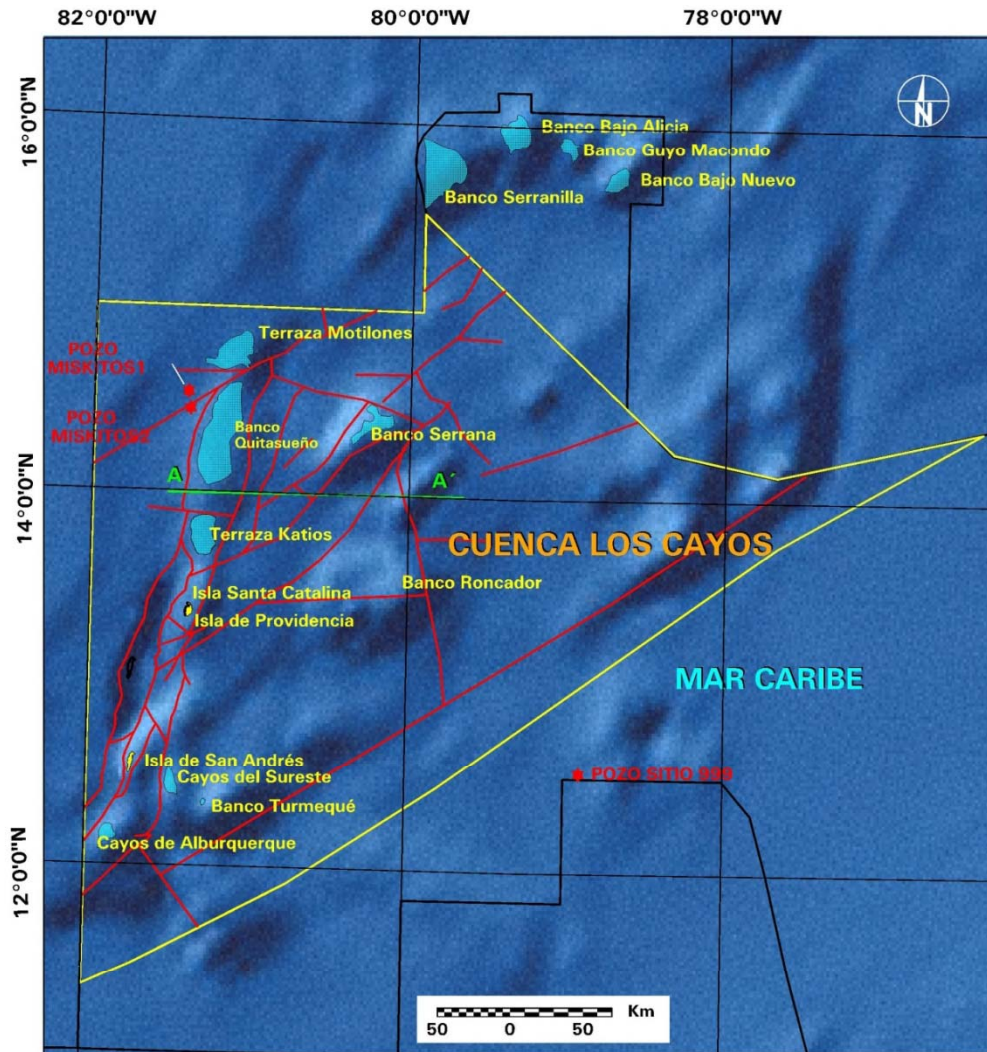 82°0'0"W
80°0'0"W
78°0'0"W
16°0'0"N
N
Banco Bajo Alicia
Banco Guyo Macondo
Banco Bajo Nuevo
Banco Serranilla
Terraza Motilones
POZO
MISKITOS1
POZO
MISKITOS2
Banco
Quitasueño
Banco Serrana
14°0'0"N
A
A´
Terraza Katios
CUENCA LOS CAYOS
Banco Roncador
Isla Santa Catalina
Isla de Providencia
MAR CARIBE
Isla de San Andrés
Cayos del Sureste
POZO SITIO 999
Banco Turmequé
Cayos de Alburquerque
12°0'0"N
Km
50 0 50